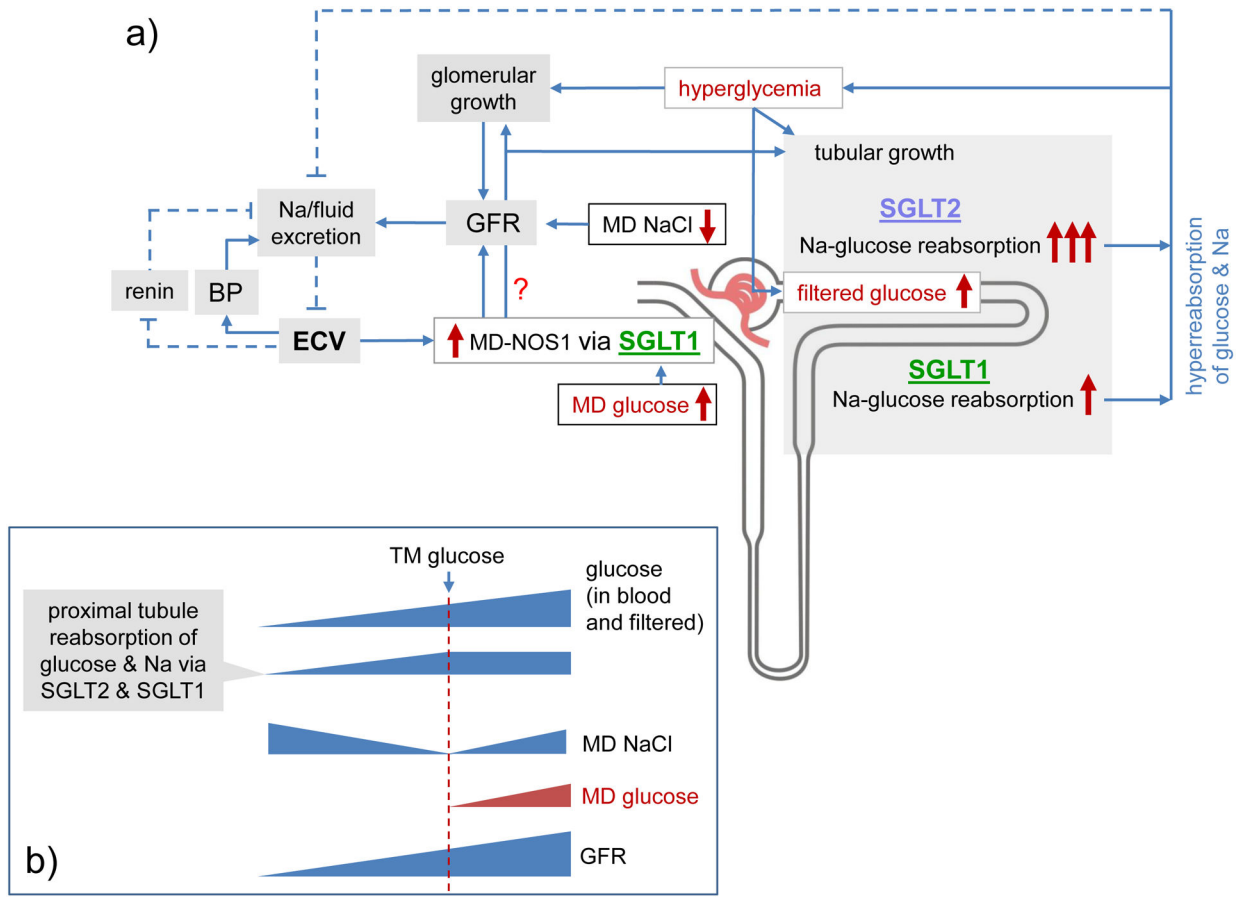 a)
glomerular
growth
hyperglycemia
tubular growth
SGLT2
Na-glucose reabsorption
Na/fluid
excretion
GFR
MD NaCl
renin
BP
?
filtered glucose
ECV
MD-NOS1 via SGLT1
MD glucose
SGLT1
Na-glucose reabsorption
hyperreabsorption
of glucose & Na
TM glucose
glucose
(in blood
and filtered)
proximal tubule
reabsorption of
glucose & Na via
SGLT2 & SGLT1
MD NaCl
MD glucose
GFR
b)